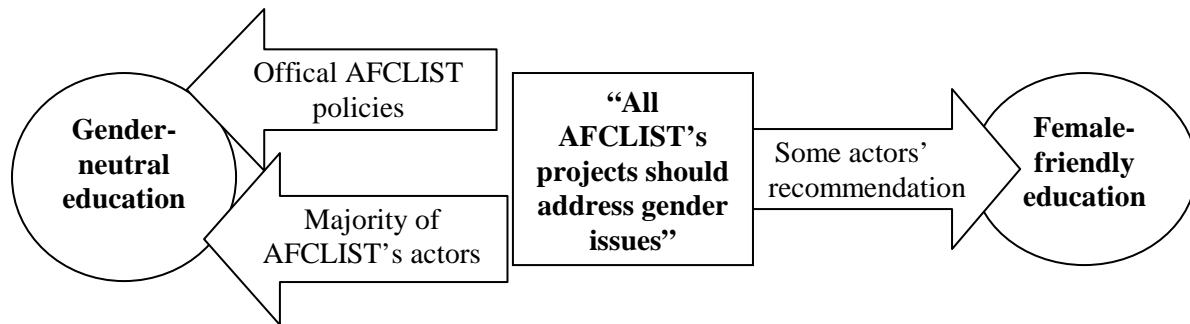 Gender-
neutral
education
Offical AFCLIST
policies
Majority of
AFCLIST’s actors
“All
AFCLIST’s
projects should
address gender
issues”
Some actors’
recommendation
Female-
friendly
education